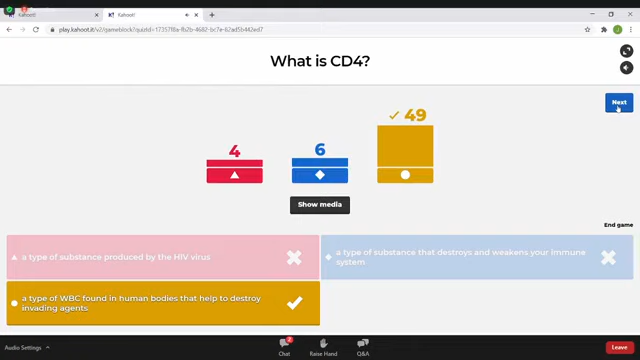 Kahoot!
Kahoot!
play.kahoot.it/v2/gameblock?quizId=17357f8a-fb2b-4682-bc7e-62ad5b442ed7
What is CD4?
Next
4
6
49
Show media
End game
a type of substance produced by the HIV virus
a type of substance that destroys and weakens your immune
system
a type of WBC found in human bodies that help to destroy
invading agents
Audio Settings
2
Chat
Raise Hand
Q&A
Leave